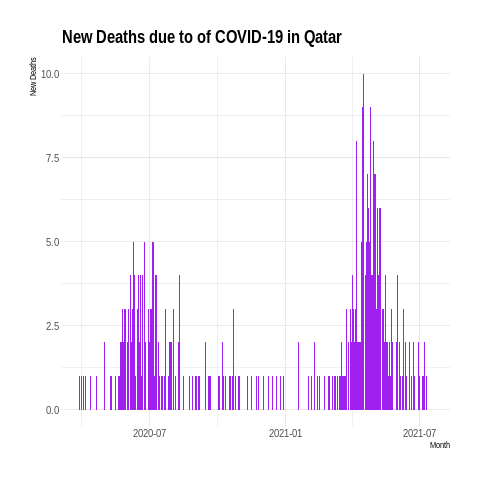 New Deaths due to of COVID-19 in Qatar
New Deaths
10.0
7.5
5.0
2.5
0.0
2020-07
2021-01
2021-07
Month